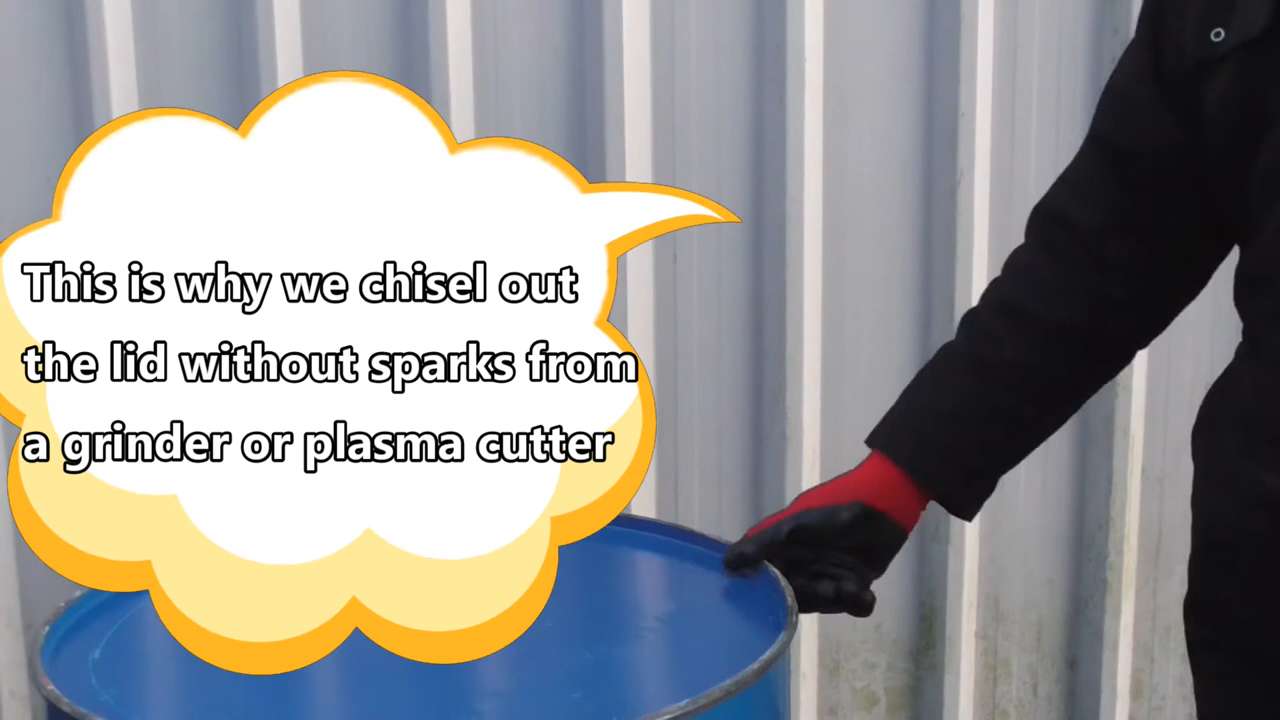 This is why we chisel out
the lid without sparks from
a grinder or plasma cutter